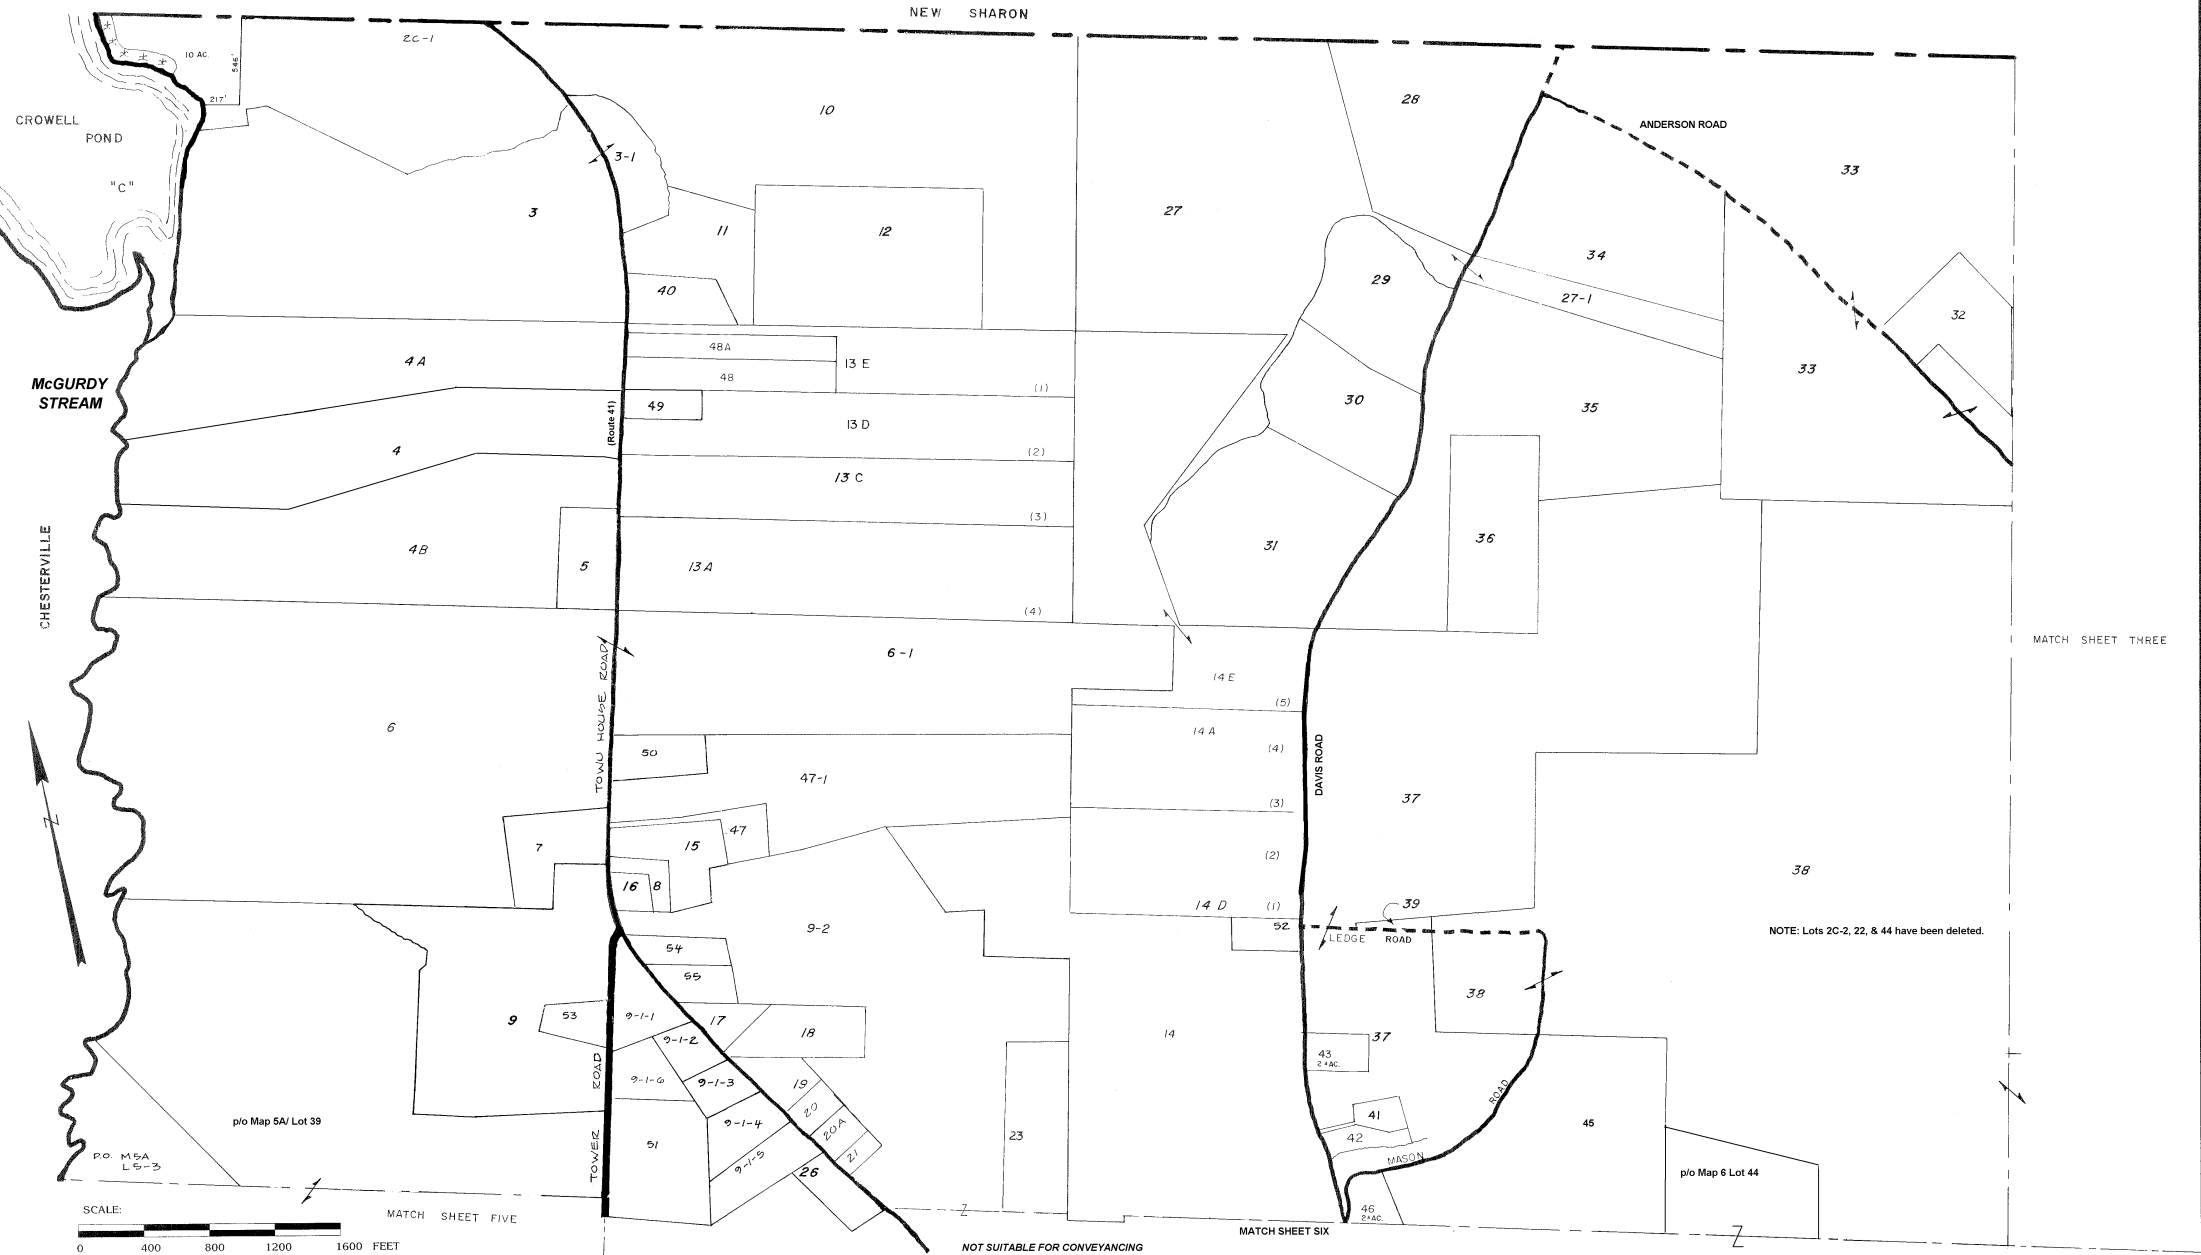 NEW SHARON
2C-1
10 AC.
546'
217'
CROWELL
POND
"C"
10
28
ANDERSON ROAD
33
3-1
3
11
12
27
34
29
27-1
40
32
4 A
48A
13 E
48
(1)
33
McGURDY
STREAM
49
(Route 41)
13 D
30
35
4
(2)
13 C
(3)
CHESTERVILLE
4B
5
13 A
31
36
(4)
MATCH SHEET THREE
6-1
14 E
(5)
6
TOWN HOUSE ROAD
50
47-1
14 A
(4)
DAVIS ROAD
(3)
37
Z
7
15
47
(2)
38
16
8
14 D
(1)
39
9-2
52
LEDGE ROAD
NOTE: Lots 2C-2, 22, & 44 have been deleted.
54
55
38
9
53
9-1-1
17
18
14
37
9-1-2
43
2±AC.
9-1-6
9-1-3
19
TOWER ROAD
20
ROAD
p/o Map 5A/ Lot 39
9-1-4
20A
41
45
51
23
42
P.O. M5A
L5-3
9-1-5
21
MASON
26
p/o Map 6 Lot 44
SCALE:
MATCH SHEET FIVE
Z
46
2±AC.
MATCH SHEET SIX
Z
0 400 800 1200 1600 FEET
NOT SUITABLE FOR CONVEYANCING